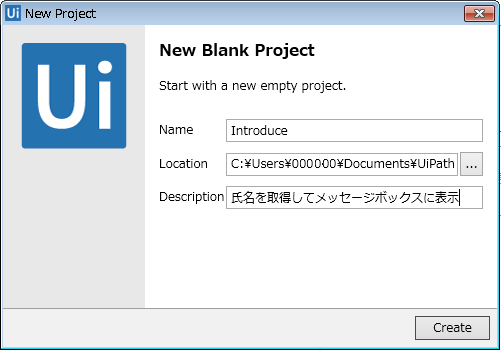 Ui New Project
Ui
New Blank Project
Start with a new empty project.
Name Introduce
Location C:¥Users¥000000¥Documents¥UiPath ...
Description 氏名を取得してメッセージボックスに表示
Create